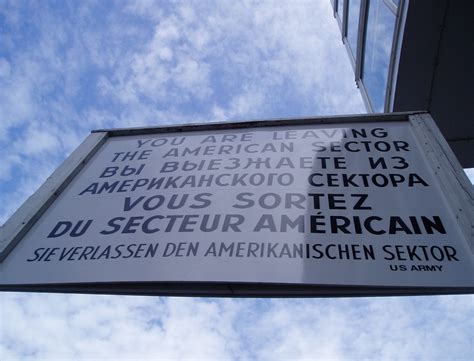 YOU ARE LEAVING
THE AMERICAN SECTOR
ВЫ ВЫЕЗЖАЕТЕ ИЗ
АМЕРИКАНСКОГО СЕКТОРА
VOUS SORTEZ
DU SECTEUR AMÉRICAIN
SIE VERLASSEN DEN AMERIKANISCHEN SEKTOR
US ARMY